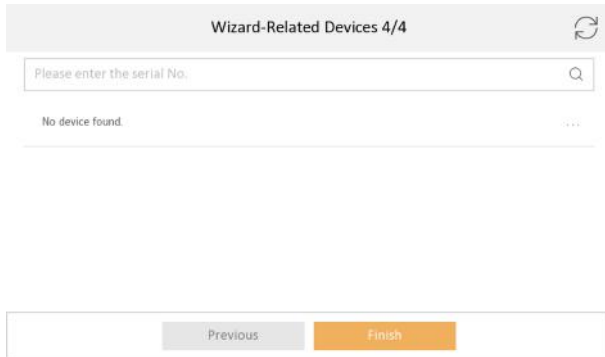 Wizard-Related Devices 4/4
Please enter the serial No.
No device found.
...
Previous
Finish